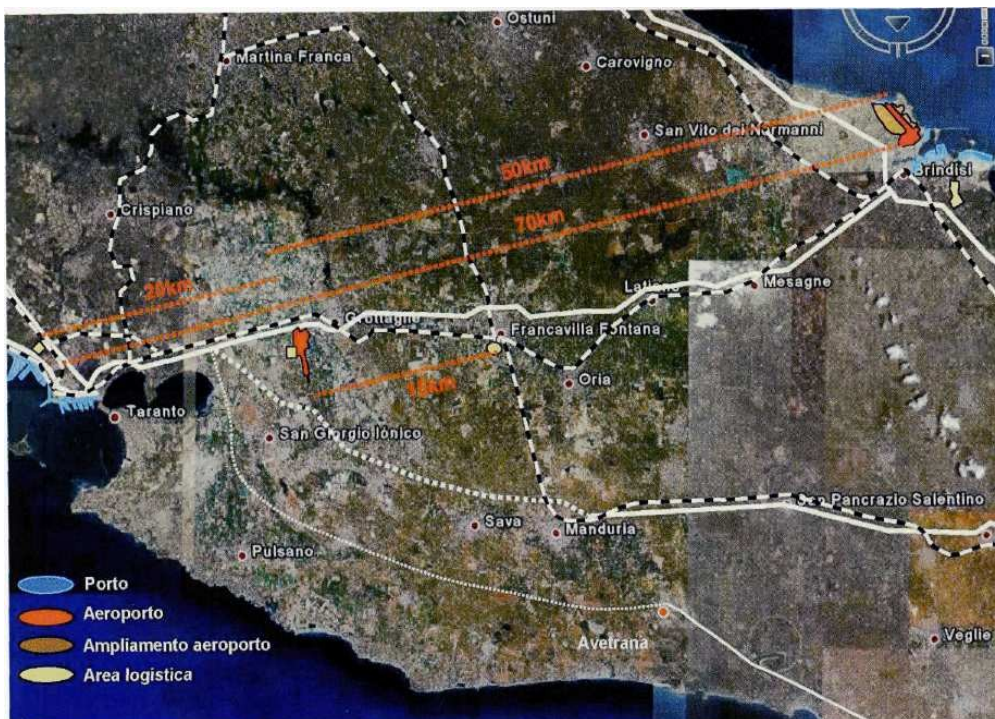 Ostuni
Martina Franca
Carovigno
San Vito dei Normanni
50km
Brindisi
Crispiano
70km
20km
Latiano
Mesagne
Grottaglie
Francavilla Fontana
15km
Oria
Taranto
San Giorgio Iónico
San Pancrazio Salentino
Sava
Manduria
Pulsano
Porto
Aeroporto
Ampliamento aeroporto
Area logistica
Avetrana
Veglie